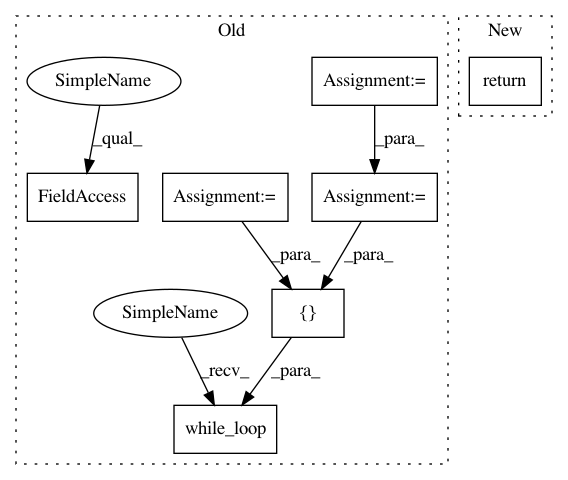 Old
New
SimpleName
Assignment:=
return
_qual_
_para_
FieldAccess
Assignment:=
Assignment:=
_para_
_para_
SimpleName
{}
_recv_
_para_
while_loop